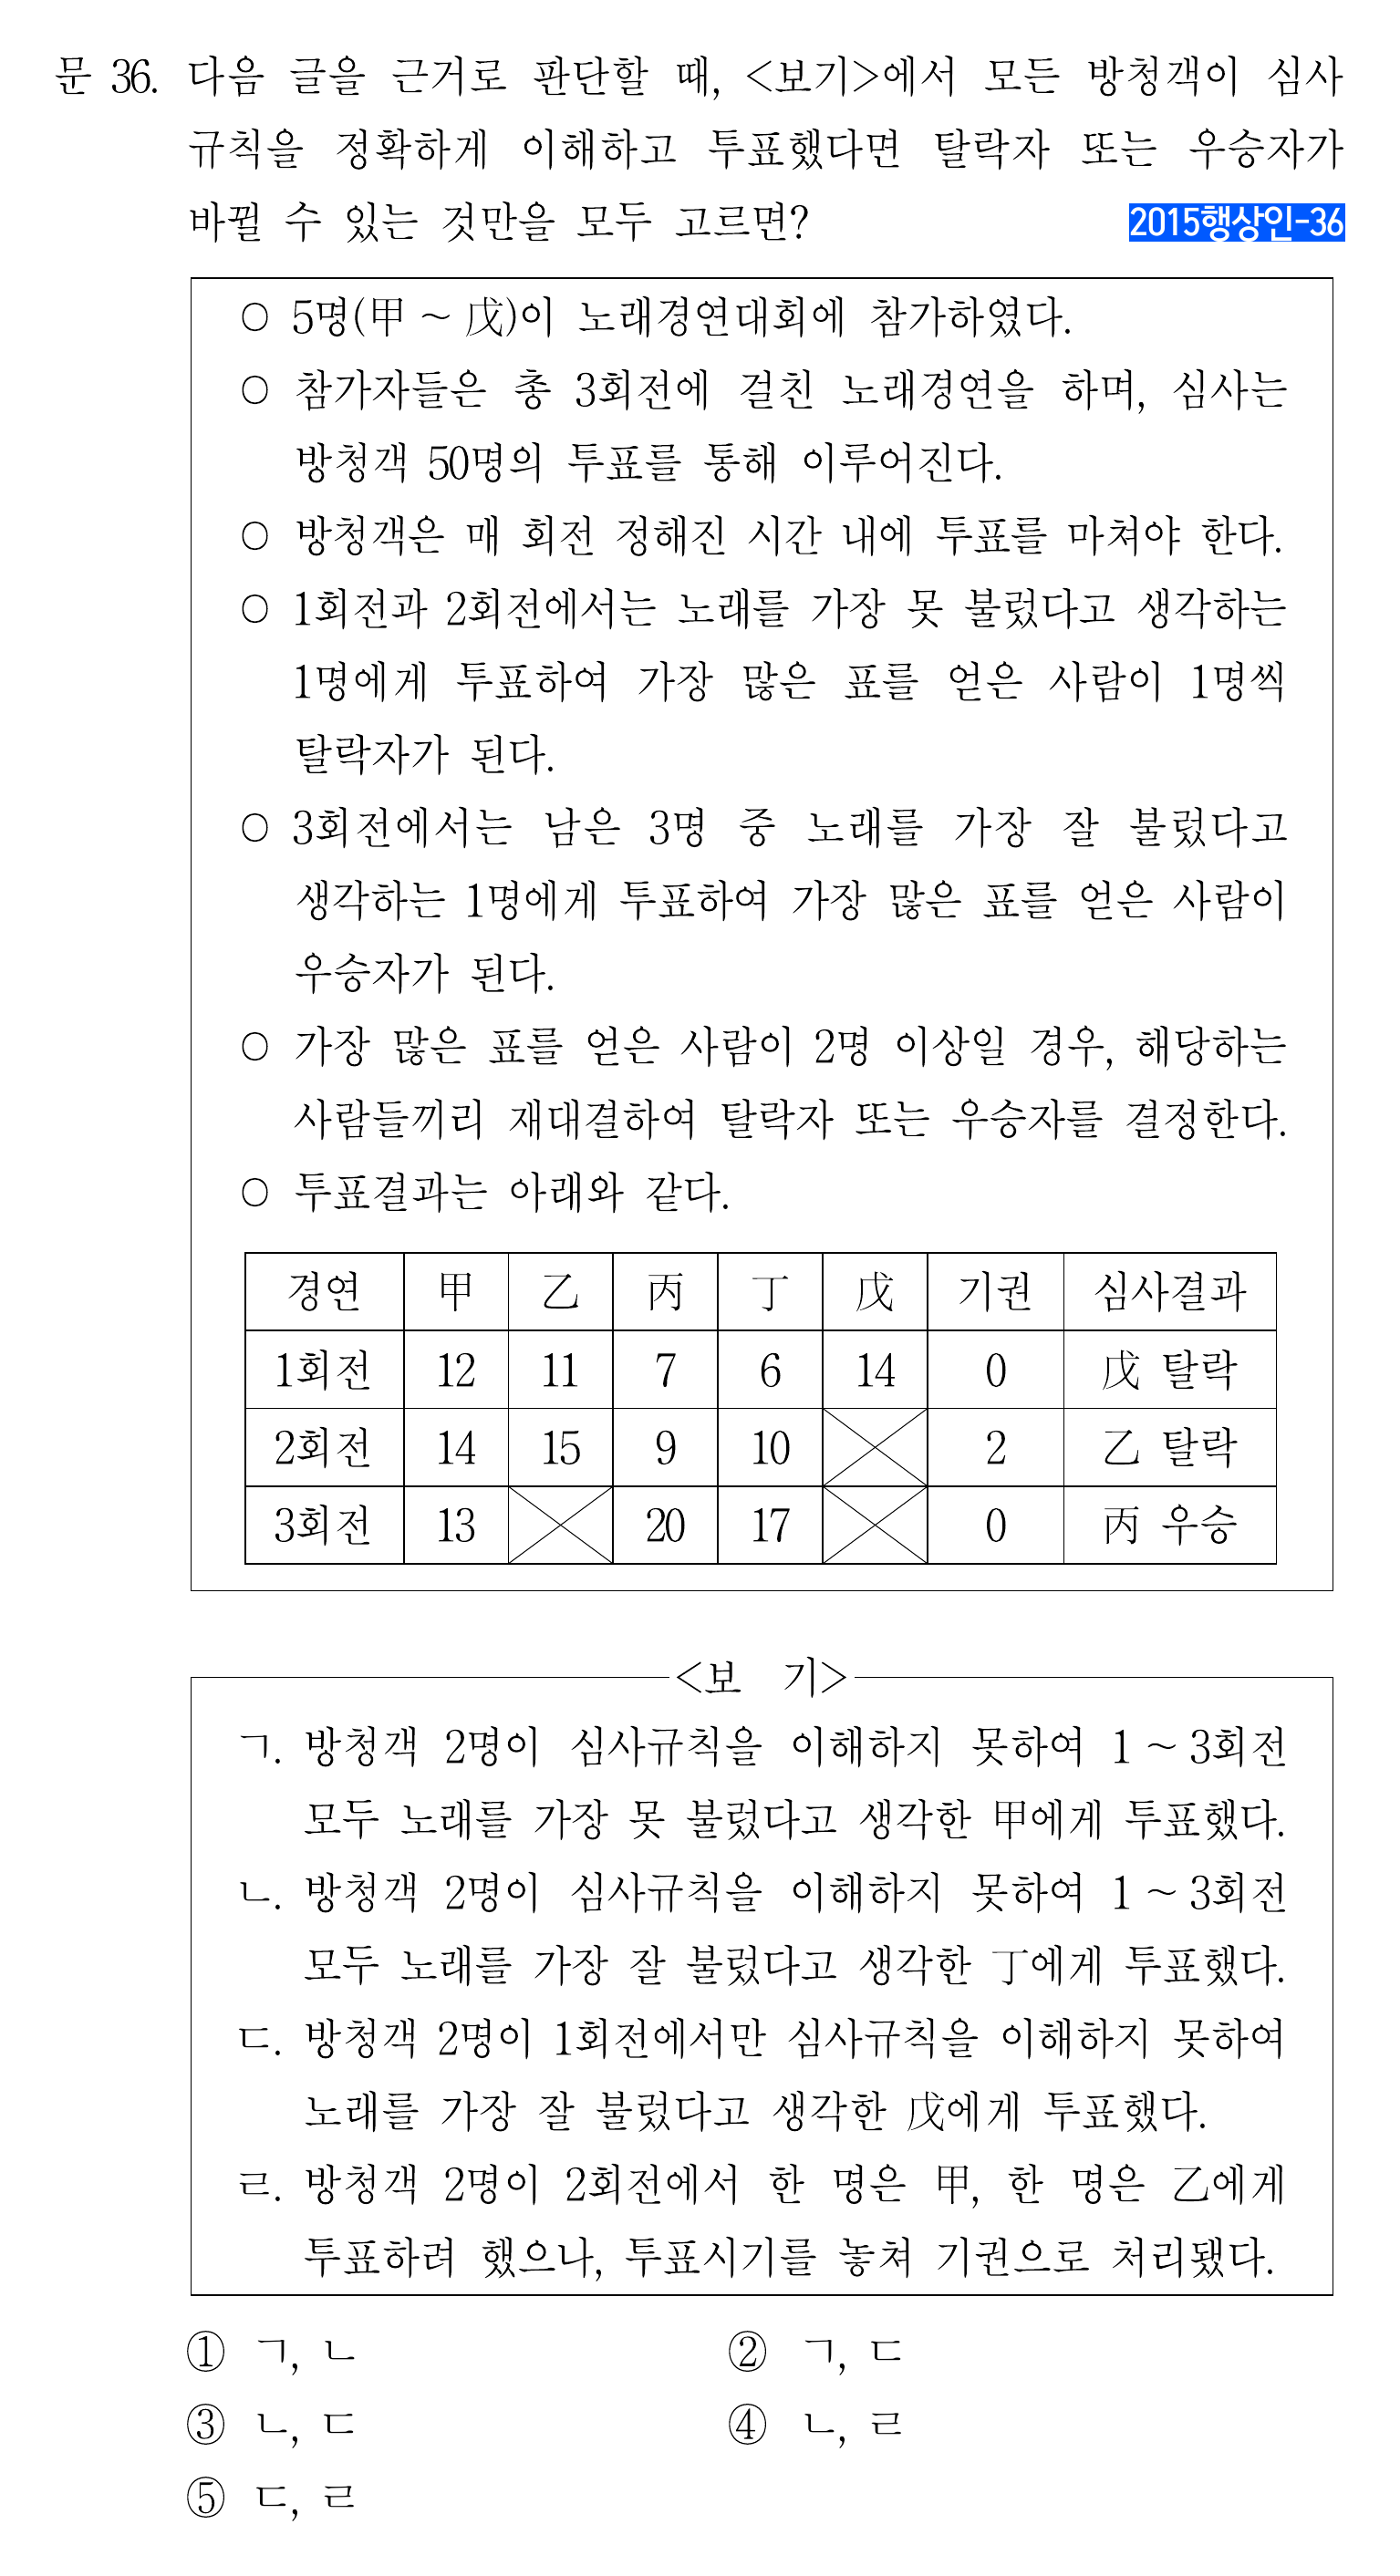 문 36. 다음 글을 근거로 판단할 때, <보기>에서 모든 방청객이 심사
규칙을 정확하게 이해하고 투표했다면 탈락자 또는 우승자가
바뀔 수 있는 것만을 모두 고르면?
2015행상인-36
○ 5명(甲 ~ 戊)이 노래경연대회에 참가하였다.
○ 참가자들은 총 3회전에 걸친 노래경연을 하며, 심사는
방청객 50명의 투표를 통해 이루어진다.
○ 방청객은 매 회전 정해진 시간 내에 투표를 마쳐야 한다.
○ 1회전과 2회전에서는 노래를 가장 못 불렀다고 생각하는
1명에게 투표하여 가장 많은 표를 얻은 사람이 1명씩
탈락자가 된다.
○ 3회전에서는 남은 3명 중 노래를 가장 잘 불렀다고
생각하는 1명에게 투표하여 가장 많은 표를 얻은 사람이
우승자가 된다.
○ 가장 많은 표를 얻은 사람이 2명 이상일 경우, 해당하는
사람들끼리 재대결하여 탈락자 또는 우승자를 결정한다.
○ 투표결과는 아래와 같다.
경연 甲 乙 丙 丁 戊 기권 심사결과
1회전 12 11 7 6 14 0 戊 탈락
2회전 14 15 9 10 2 乙 탈락
3회전 13 20 17 0 丙 우승
<보 기>
ㄱ. 방청객 2명이 심사규칙을 이해하지 못하여 1 ~ 3회전
모두 노래를 가장 못 불렀다고 생각한 甲에게 투표했다.
ㄴ. 방청객 2명이 심사규칙을 이해하지 못하여 1 ~ 3회전
모두 노래를 가장 잘 불렀다고 생각한 丁에게 투표했다.
ㄷ. 방청객 2명이 1회전에서만 심사규칙을 이해하지 못하여
노래를 가장 잘 불렀다고 생각한 戊에게 투표했다.
ㄹ. 방청객 2명이 2회전에서 한 명은 甲, 한 명은 乙에게
투표하려 했으나, 투표시기를 놓쳐 기권으로 처리됐다.
① ㄱ, ㄴ ② ㄱ, ㄷ
③ ㄴ, ㄷ ④ ㄴ, ㄹ
⑤ ㄷ, ㄹ